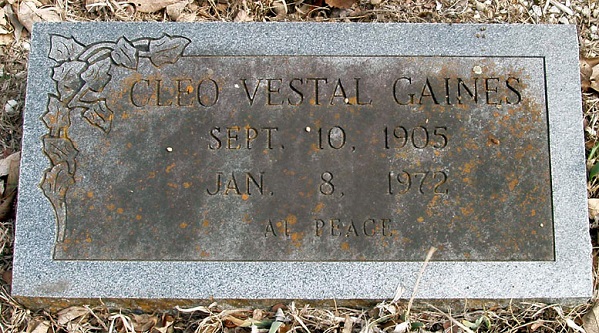 CLEO VESTAL GAINES
SEPT. 10, 1905
JAN. 8, 1972
AT PEACE